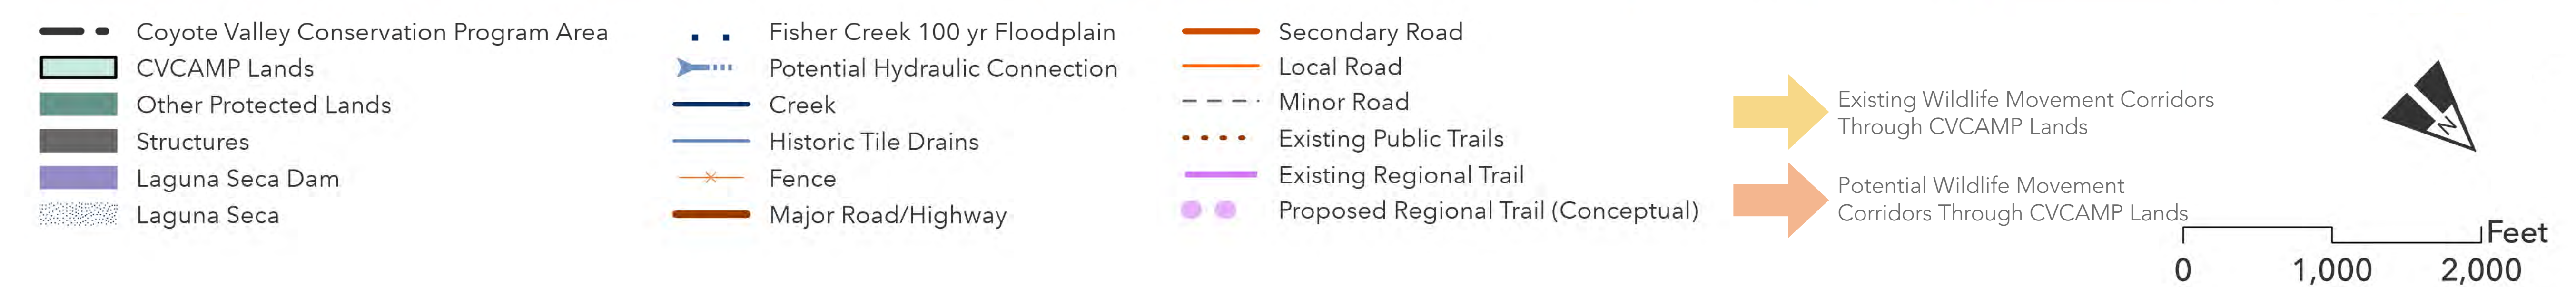 Coyote Valley Conservation Program Area
CVCAMP Lands
Other Protected Lands
Structures
Laguna Seca Dam
Laguna Seca
Fisher Creek 100 yr Floodplain
Potential Hydraulic Connection
Creek
Historic Tile Drains
Fence
Major Road/Highway
Secondary Road
Local Road
Minor Road
Existing Public Trails
Existing Regional Trail
Proposed Regional Trail (Conceptual)
Existing Wildlife Movement Corridors
Through CVCAMP Lands
Potential Wildlife Movement
Corridors Through CVCAMP Lands
N
Feet
0 1,000 2,000